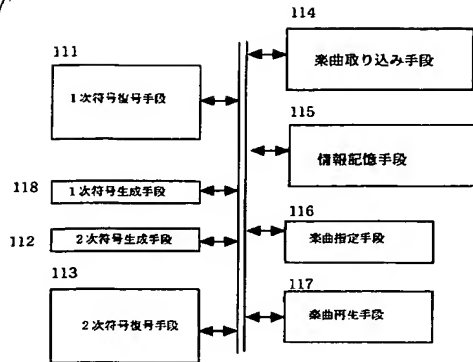 111
1次符号復号手段
118
1次符号生成手段
112
2次符号生成手段
113
2次符号復号手段
114
楽曲取り込み手段
115
情報記憶手段
116
楽曲指定手段
117
楽曲再生手段